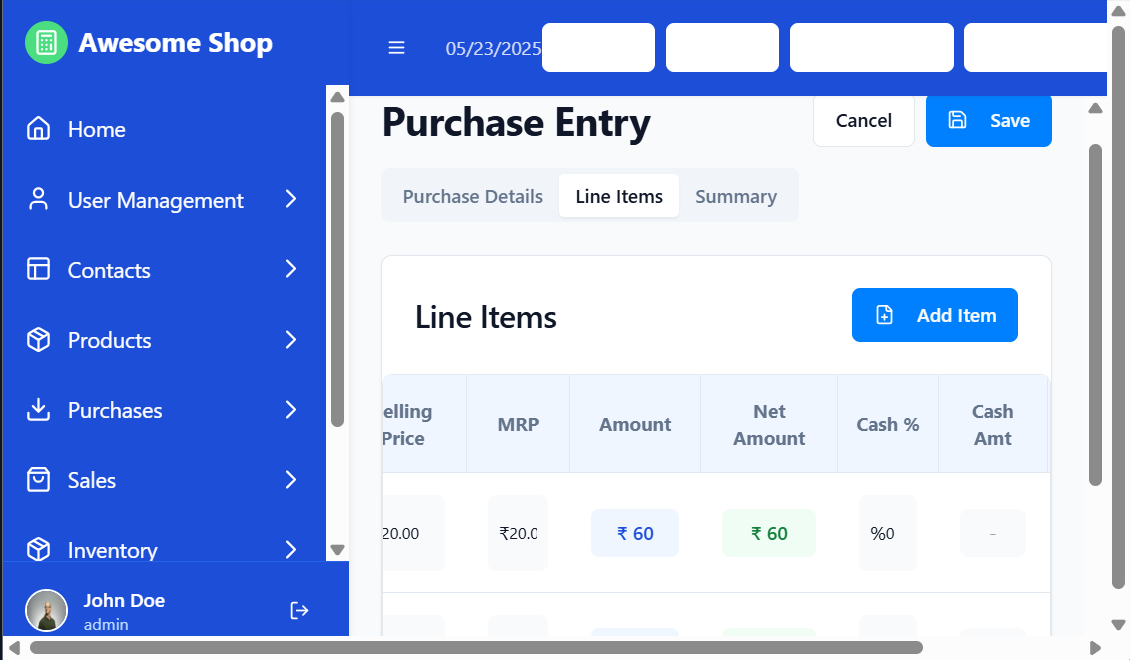 Awesome Shop
05/23/2025
Home
User Management
Contacts
Products
Purchases
Sales
Inventory
John Doe
admin
Purchase Entry
Cancel
Save
Purchase Details
Line Items
Summary
Line Items
Add Item
elling
Price
MRP
Amount
Net
Amount
Cash %
Cash
Amt
20.00
₹20.0
₹ 60
₹ 60
%0
-